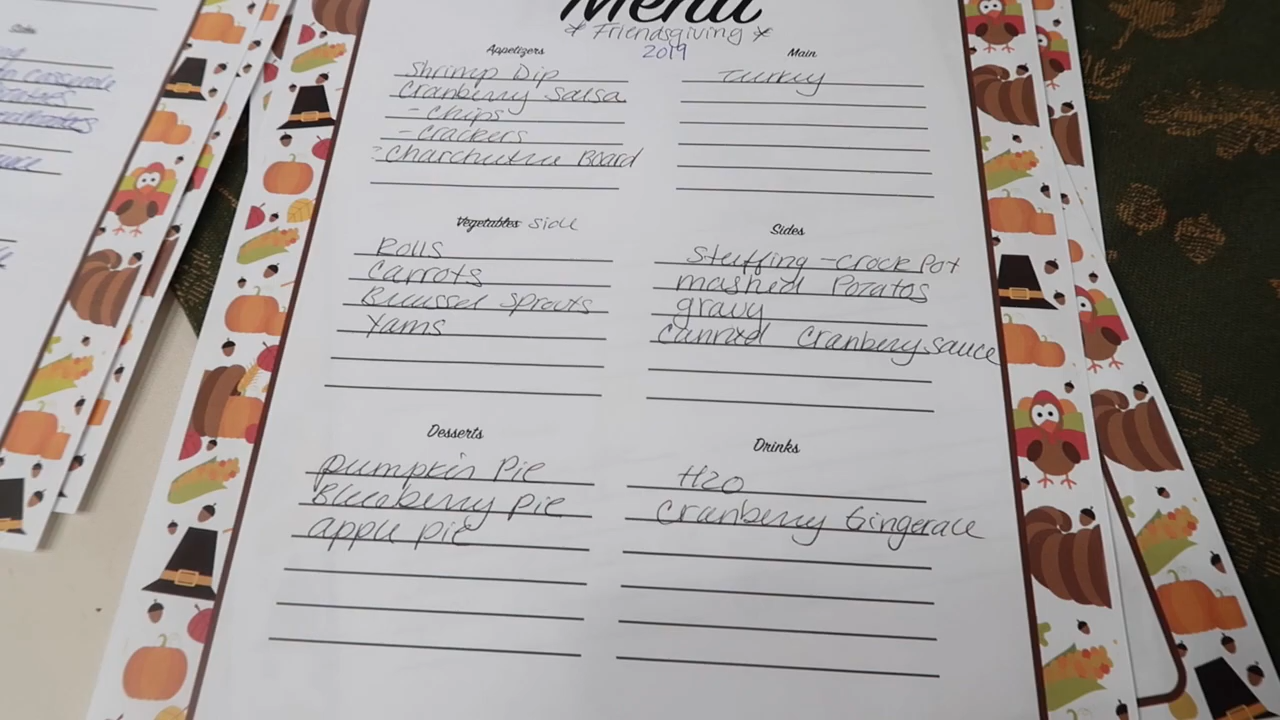 Menu
* Friendsgiving *
2019
Appetizers
Shrimp Dip
Cranberry Salsa
- Chips
- Crackers
Charchuterie Board
Main
Turkey
Vegetables Side
Rolls
Carrots
Brussel Sprouts
Yams
Sides
Stuffing - Crock Pot
mashed Potatos
gravy
Canned Cranberry Sauce
Desserts
Pumpkin Pie
Blueberry Pie
apple pie
Drinks
H2O
Cranberry Gingerale